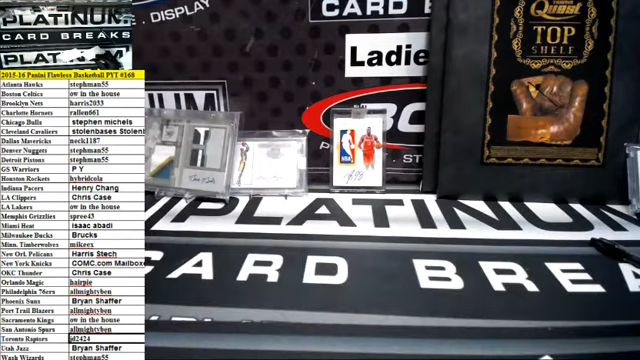 PLATINUM
CARD BREAKS
DISPLAY
CARD B
Ladie
Quest
TOP
SHELF
2015-16 Panini Flawless Basketball PYT #168
Atlanta Hawks stephman55
Boston Celtics ow in the house
Brooklyn Nets harris2033
Charlotte Hornets rallen661
Chicago Bulls stephen michels
Cleveland Cavaliers stolenbases Stolen
Dallas Mavericks neck1187
Denver Nuggets stephman55
Detroit Pistons stephman55
GS Warriors P Y
Houston Rockets hybridcola
Indiana Pacers Henry Chang
LA Clippers Chris Case
LA Lakers ow in the house
Memphis Grizzlies spree43
Miami Heat isaac abadi
Milwaukee Bucks Brucks
Minn. Timberwolves mikeex
New Orl. Pelicans Harris Stech
New York Knicks COMC.com Mailbox
OKC Thunder Chris Case
Orlando Magic hairpie
Philadelphia 76ers allmightyben
Phoenix Suns Bryan Shaffer
Port Trail Blazers allmightyben
Sacramento Kings ow in the house
San Antonio Spurs allmightyben
Toronto Raptors jd2424
Utah Jazz Bryan Shaffer
Wash Wizards stephman55
NUM
NBA
PLATINUM
CARD BREA